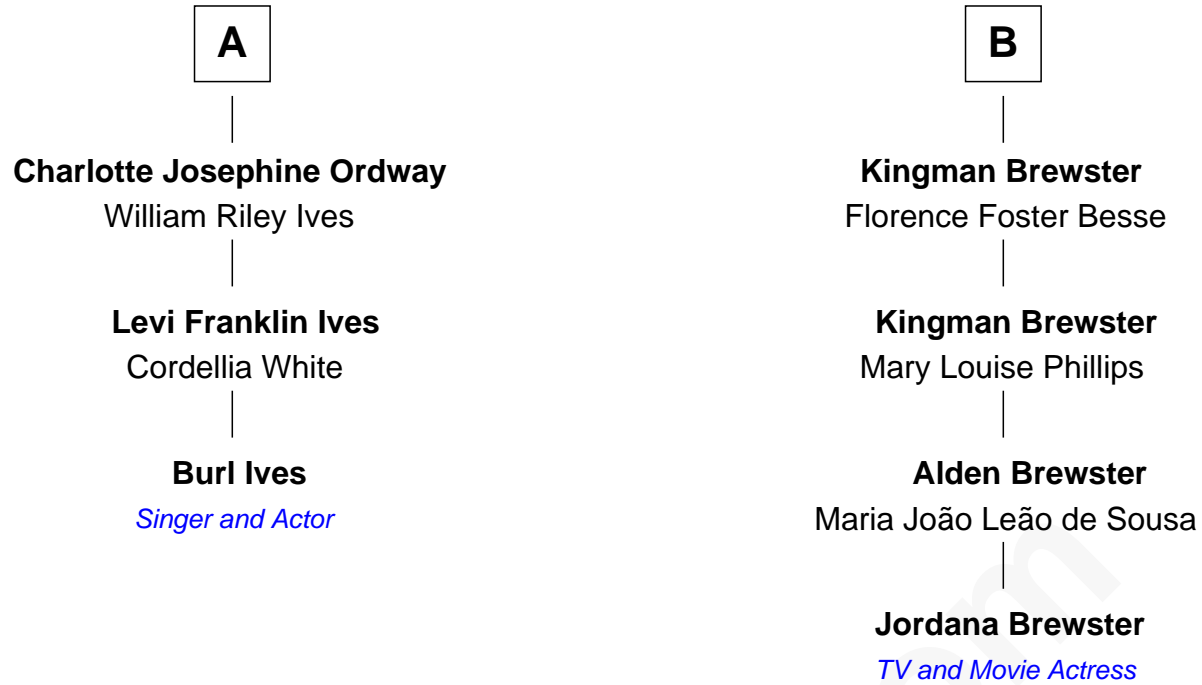 A
Charlotte Josephine Ordway
William Riley Ives
Levi Franklin Ives
Cordellia White
Burl Ives
Singer and Actor
B
Kingman Brewster
Florence Foster Besse
Kingman Brewster
Mary Louise Phillips
Alden Brewster
Maria João Leão de Sousa
Jordana Brewster
TV and Movie Actress